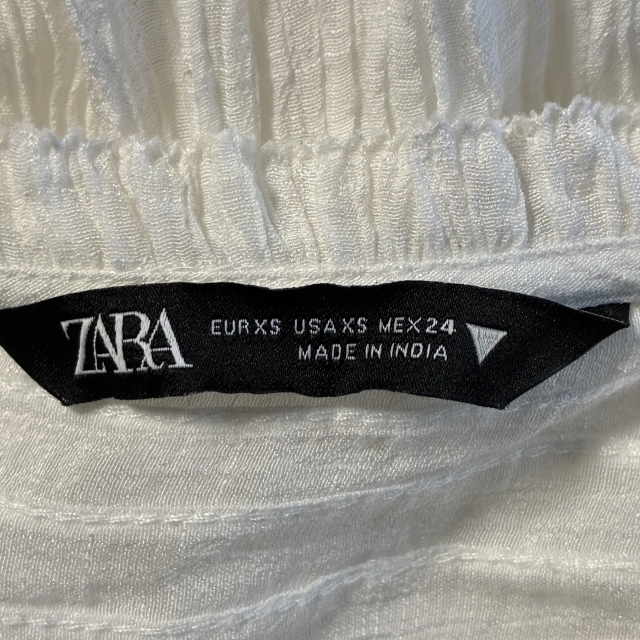 ZARA
EUR XS USA XS MEX 24
MADE IN INDIA